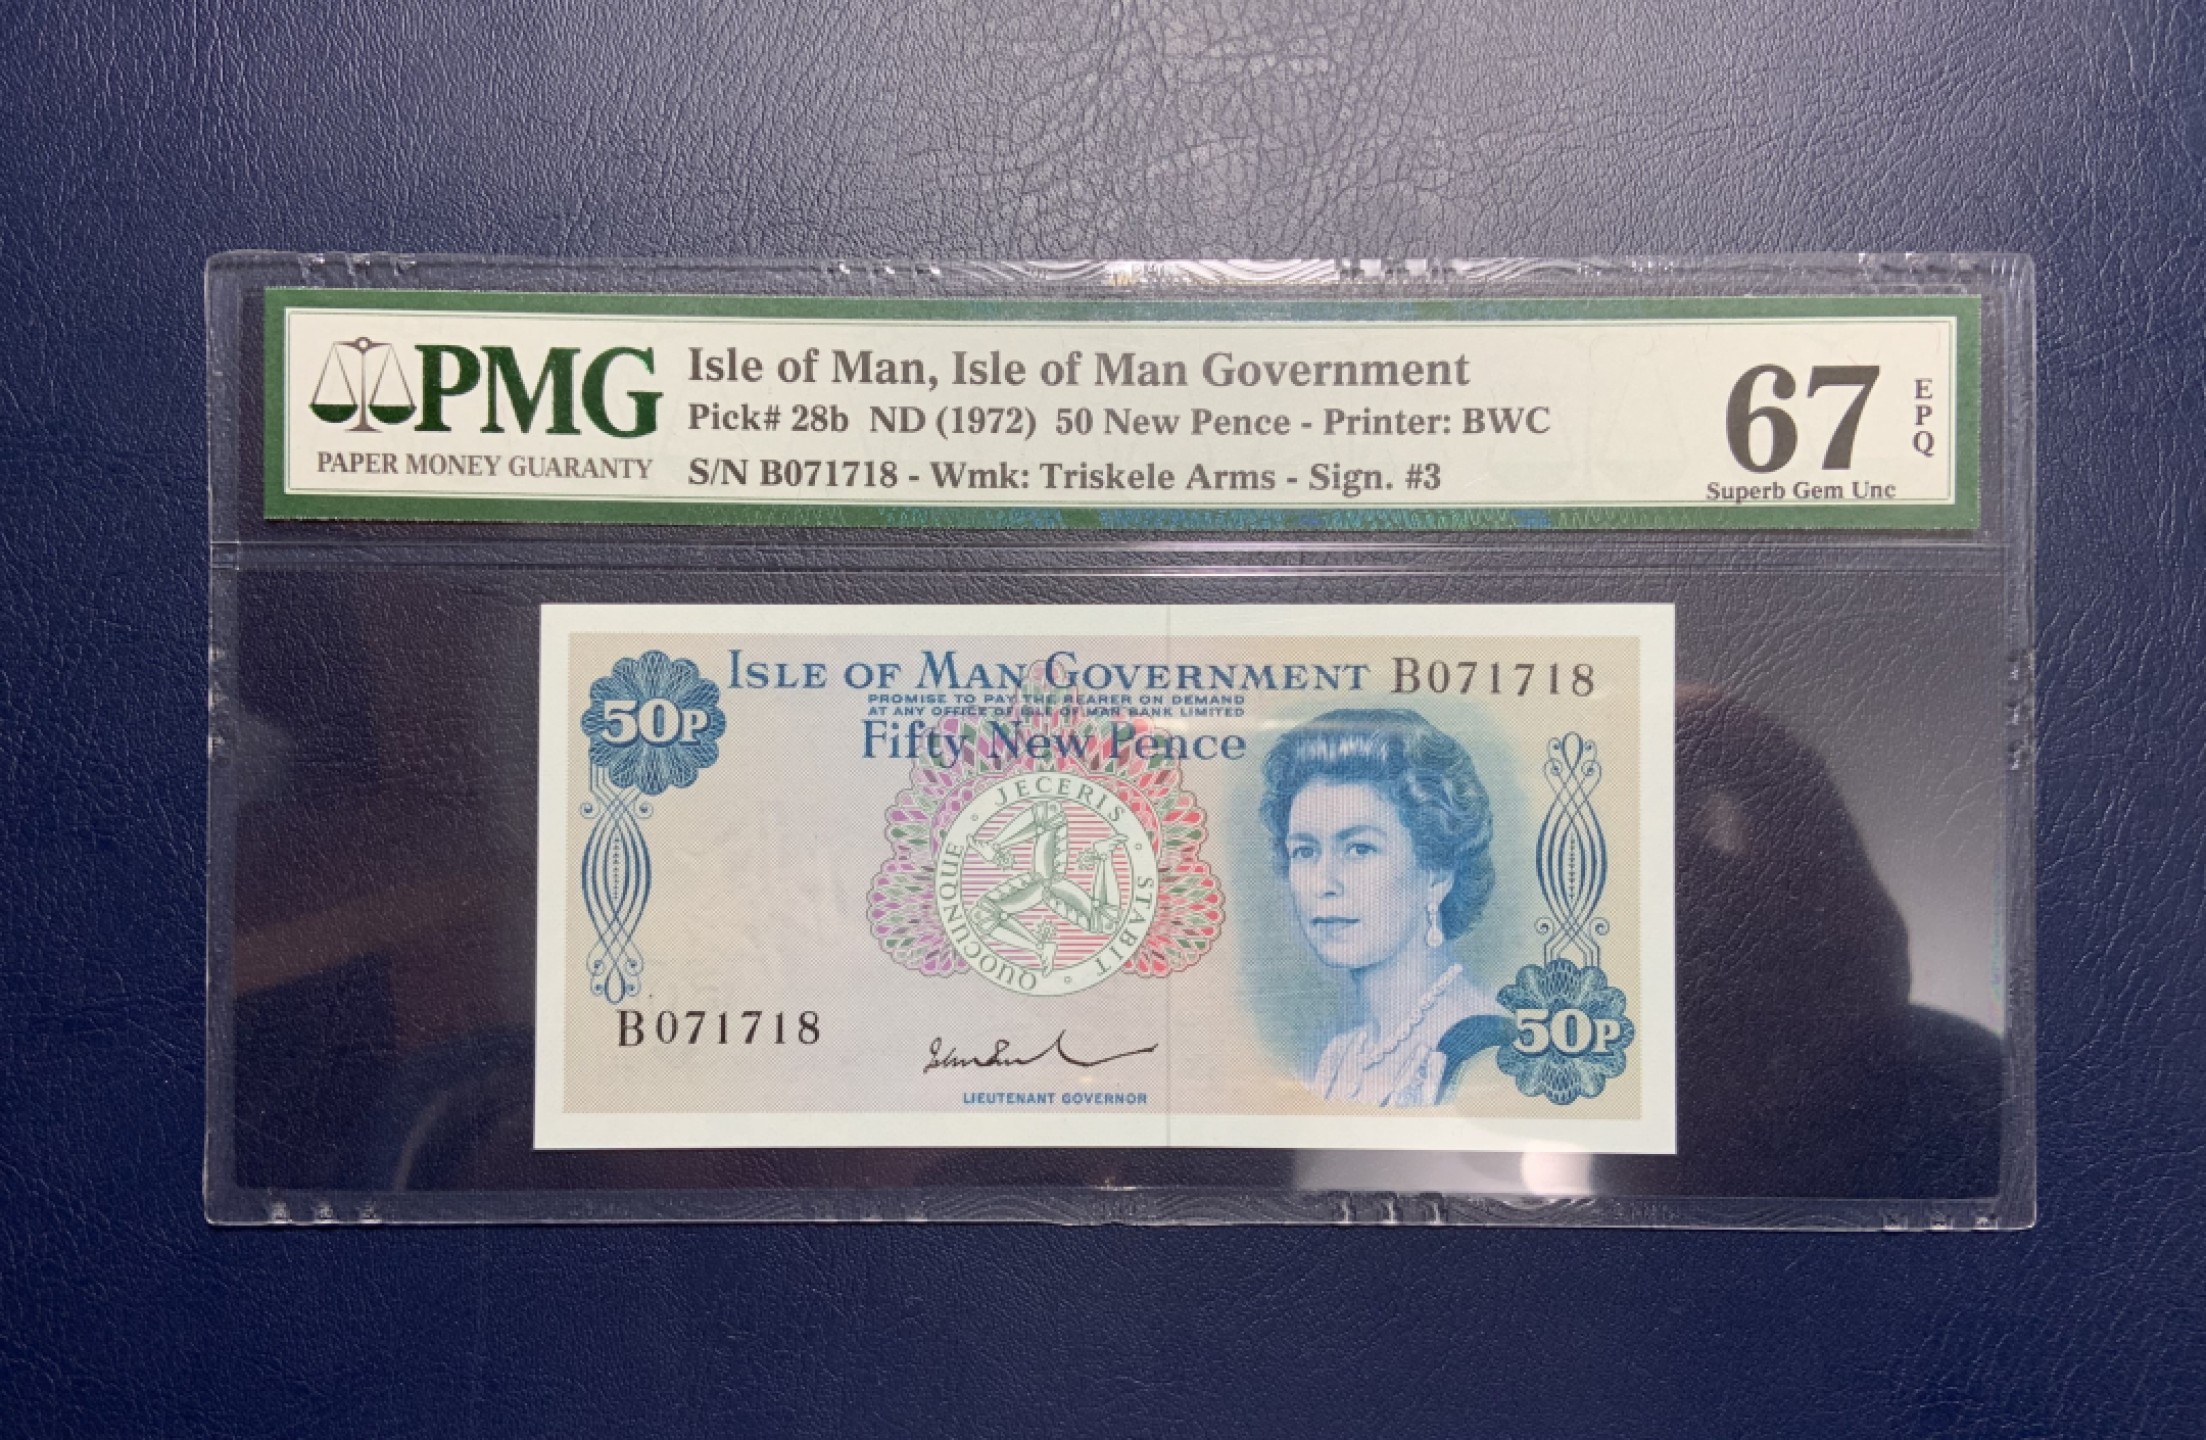 PMG
PAPER MONEY GUARANTY
Isle of Man, Isle of Man Government
Pick# 28b ND (1972) 50 New Pence - Printer: BWC
S/N B071718 - Wmk: Triskele Arms - Sign. #3
67
EPQ
Superb Gem Unc
ISLE OF MAN GOVERNMENT B071718
PROMISE TO PAY THE BEARER ON DEMAND
AT ANY OFFICE OF ISLE OF MAN BANK LIMITED
50P
Fifty New Pence
QUOCUNQUE · JECERIS · STABIT ·
B071718
50P
LIEUTENANT GOVERNOR